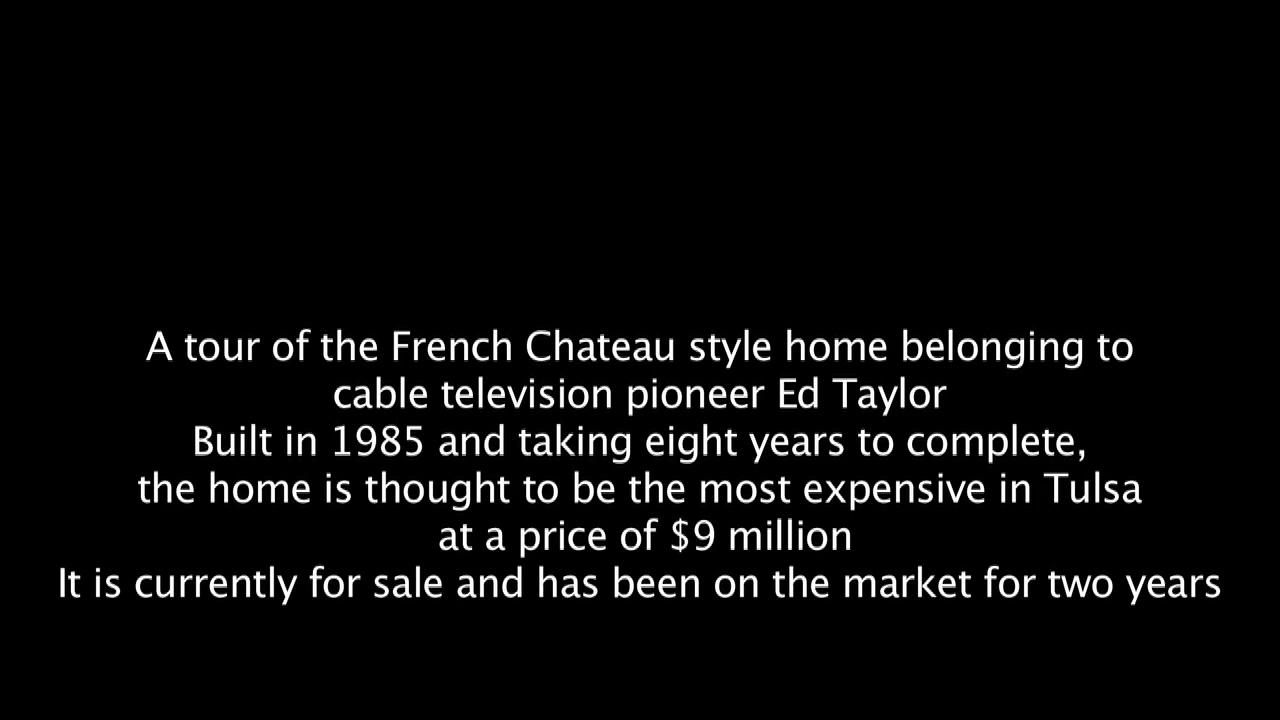 A tour of the French Chateau style home belonging to
cable television pioneer Ed Taylor
Built in 1985 and taking eight years to complete,
the home is thought to be the most expensive in Tulsa
at a price of $9 million
It is currently for sale and has been on the market for two years